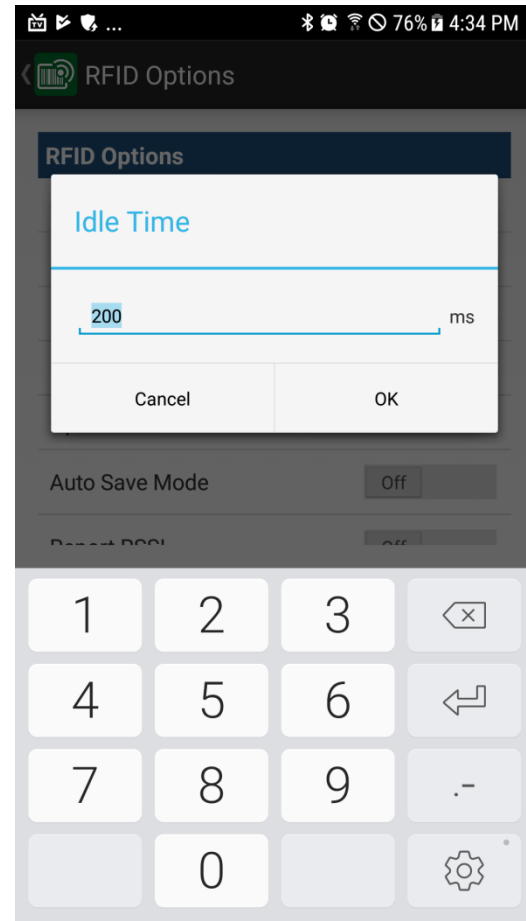 ... 76% 4:34 PM
RFID Options
RFID Options
Idle Time
200 ms
Cancel OK
Auto Save Mode Off
1 2 3
4 5 6
7 8 9 .-
0